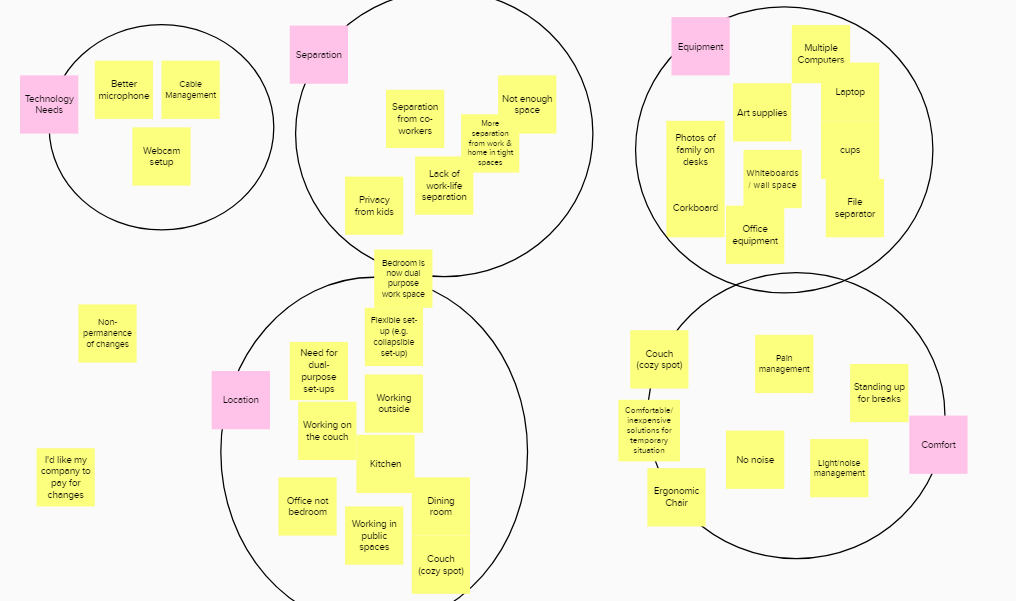 Technology
Needs
Better
microphone
Cable
Management
Webcam
setup
Separation
Separation
from co-
workers
Not enough
space
More
separation
from work &
home in tight
spaces
Lack of
work-life
separation
Privacy
from kids
Bedroom is
now dual
purpose
work space
Equipment
Multiple
Computers
Laptop
Art supplies
Photos of
family on
desks
cups
Whiteboards
/ wall space
Corkboard
File
separator
Office
equipment
Non-
permanence
of changes
I'd like my
company to
pay for
changes
Location
Flexible set-
up (e.g.
collapsible
set-up)
Need for
dual-
purpose
set-ups
Working
outside
Working on
the couch
Kitchen
Office not
bedroom
Dining
room
Working in
public
spaces
Couch
(cozy spot)
Couch
(cozy spot)
Pain
management
Standing up
for breaks
Comfortable/
inexpensive
solutions for
temporary
situation
Comfort
No noise
Light/noise
management
Ergonomic
Chair